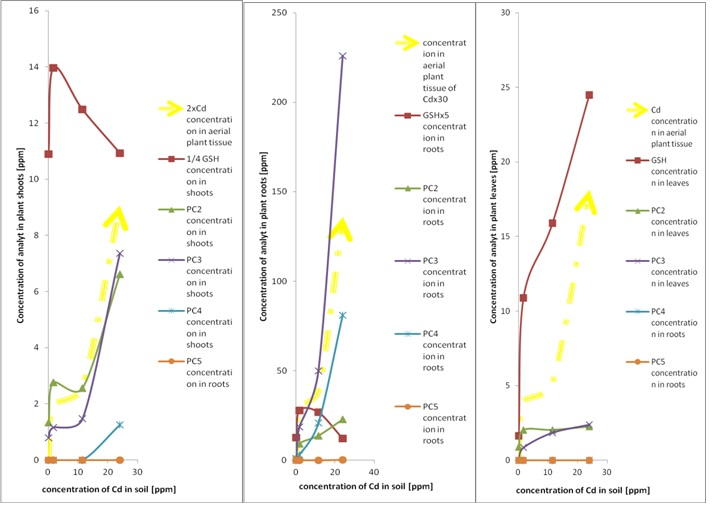 Concentration of analyt in plant shoots [ppm]
16
14
12
10
8
6
4
2
0
0
10
20
30
concentration of Cd in soil [ppm]
2xCd
concentrati
on in aerial
plant tissue
1/4 GSH
concentrati
on in
shoots
PC2
concentrati
on in
shoots
PC3
concentrati
on in
shoots
PC4
concentrati
on in
shoots
PC5
concentrati
on in roots
Concentration of analyt in plant roots [ppm]
250
200
150
100
50
0
0
20
40
concentration of Cd in soil [ppm]
concentrat
ion in
aerial
plant
tissue of
Cdx30
GSHx5
concentrat
ion in
roots
PC2
concentrat
ion in
roots
PC3
concentrat
ion in
roots
PC4
concentrat
ion in
roots
PC5
concentrat
ion in
roots
Concentration of analyt in plant leaves [ppm]
30
25
20
15
10
5
0
0
10
20
30
concentration of Cd in soil [ppm]
Cd
concentratio
n in aerial
plant tissue
GSH
concentratio
n in leaves
PC2
concentratio
n in leaves
PC3
concentratio
n in leaves
PC4
concentratio
n in roots
PC5
concentratio
n in roots